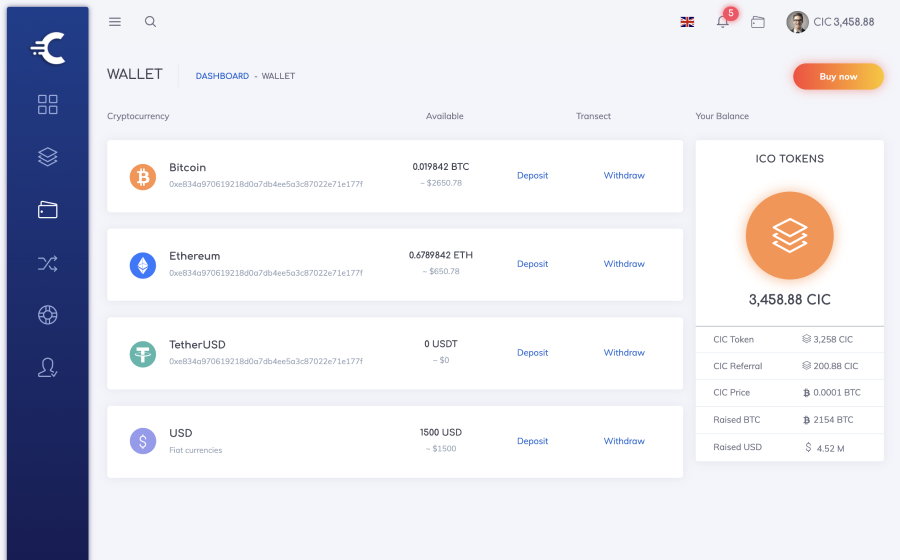 5
CIC 3,458.88
WALLET
DASHBOARD - WALLET
Buy now
Cryptocurrency
Available
Transect
Your Balance
Bitcoin
0xe834a970619218d0a7db4ee5a3c87022e71e177f
0.019842 BTC
~ $2650.78
Deposit
Withdraw
Ethereum
0xe834a970619218d0a7db4ee5a3c87022e71e177f
0.6789842 ETH
~ $650.78
Deposit
Withdraw
TetherUSD
0xe834a970619218d0a7db4ee5a3c87022e71e177f
0 USDT
~ $0
Deposit
Withdraw
USD
Fiat currencies
1500 USD
~ $1500
Deposit
Withdraw
ICO TOKENS
3,458.88 CIC
CIC Token 3,258 CIC
CIC Referral 200.88 CIC
CIC Price 0.0001 BTC
Raised BTC 2154 BTC
Raised USD $ 4.52 M